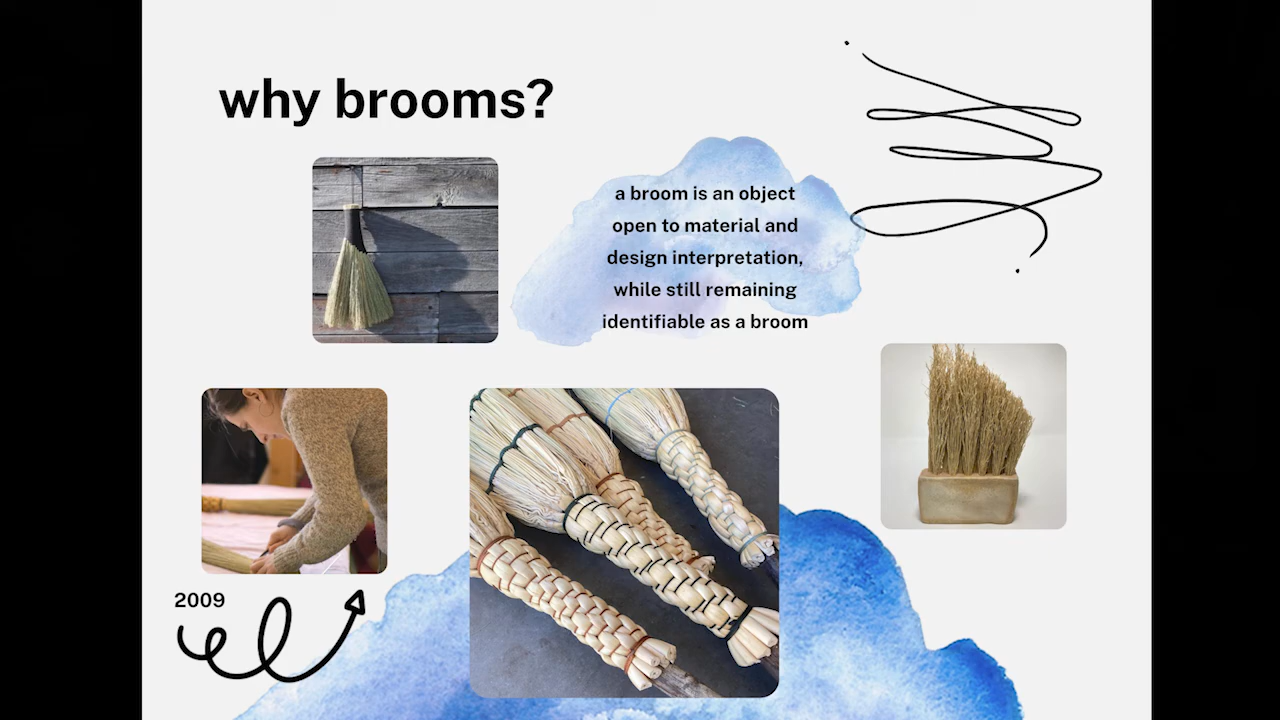 why brooms?
a broom is an object
open to material and
design interpretation,
while still remaining
identifiable as a broom
2009